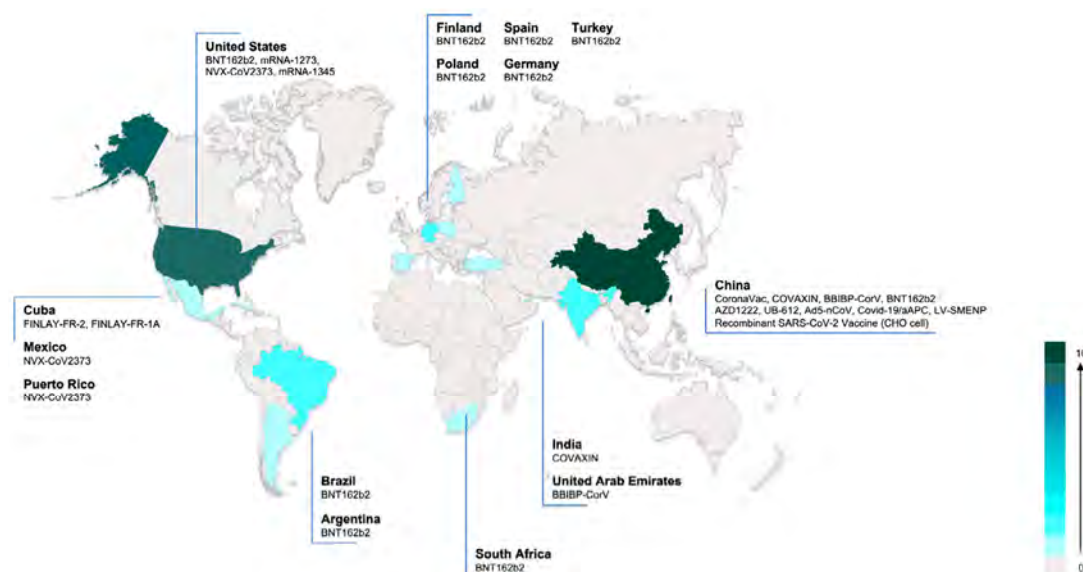 Finland Spain Turkey
BNT162b2 BNT162b2 BNT162b2
Poland Germany
BNT162b2 BNT162b2
United States
BNT162b2, mRNA-1273,
NVX-CoV2373, mRNA-1345
China
CoronaVac, COVAXIN, BBIBP-CorV, BNT162b2
AZD1222, UB-612, Ad5-nCoV, Covid-19/aAPC, LV-SMENP
Recombinant SARS-CoV-2 Vaccine (CHO cell)
Cuba
FINLAY-FR-2, FINLAY-FR-1A
Mexico
NVX-CoV2373
Puerto Rico
NVX-CoV2373
India
COVAXIN
United Arab Emirates
BBIBP-CorV
Brazil
BNT162b2
Argentina
BNT162b2
South Africa
BNT162b2